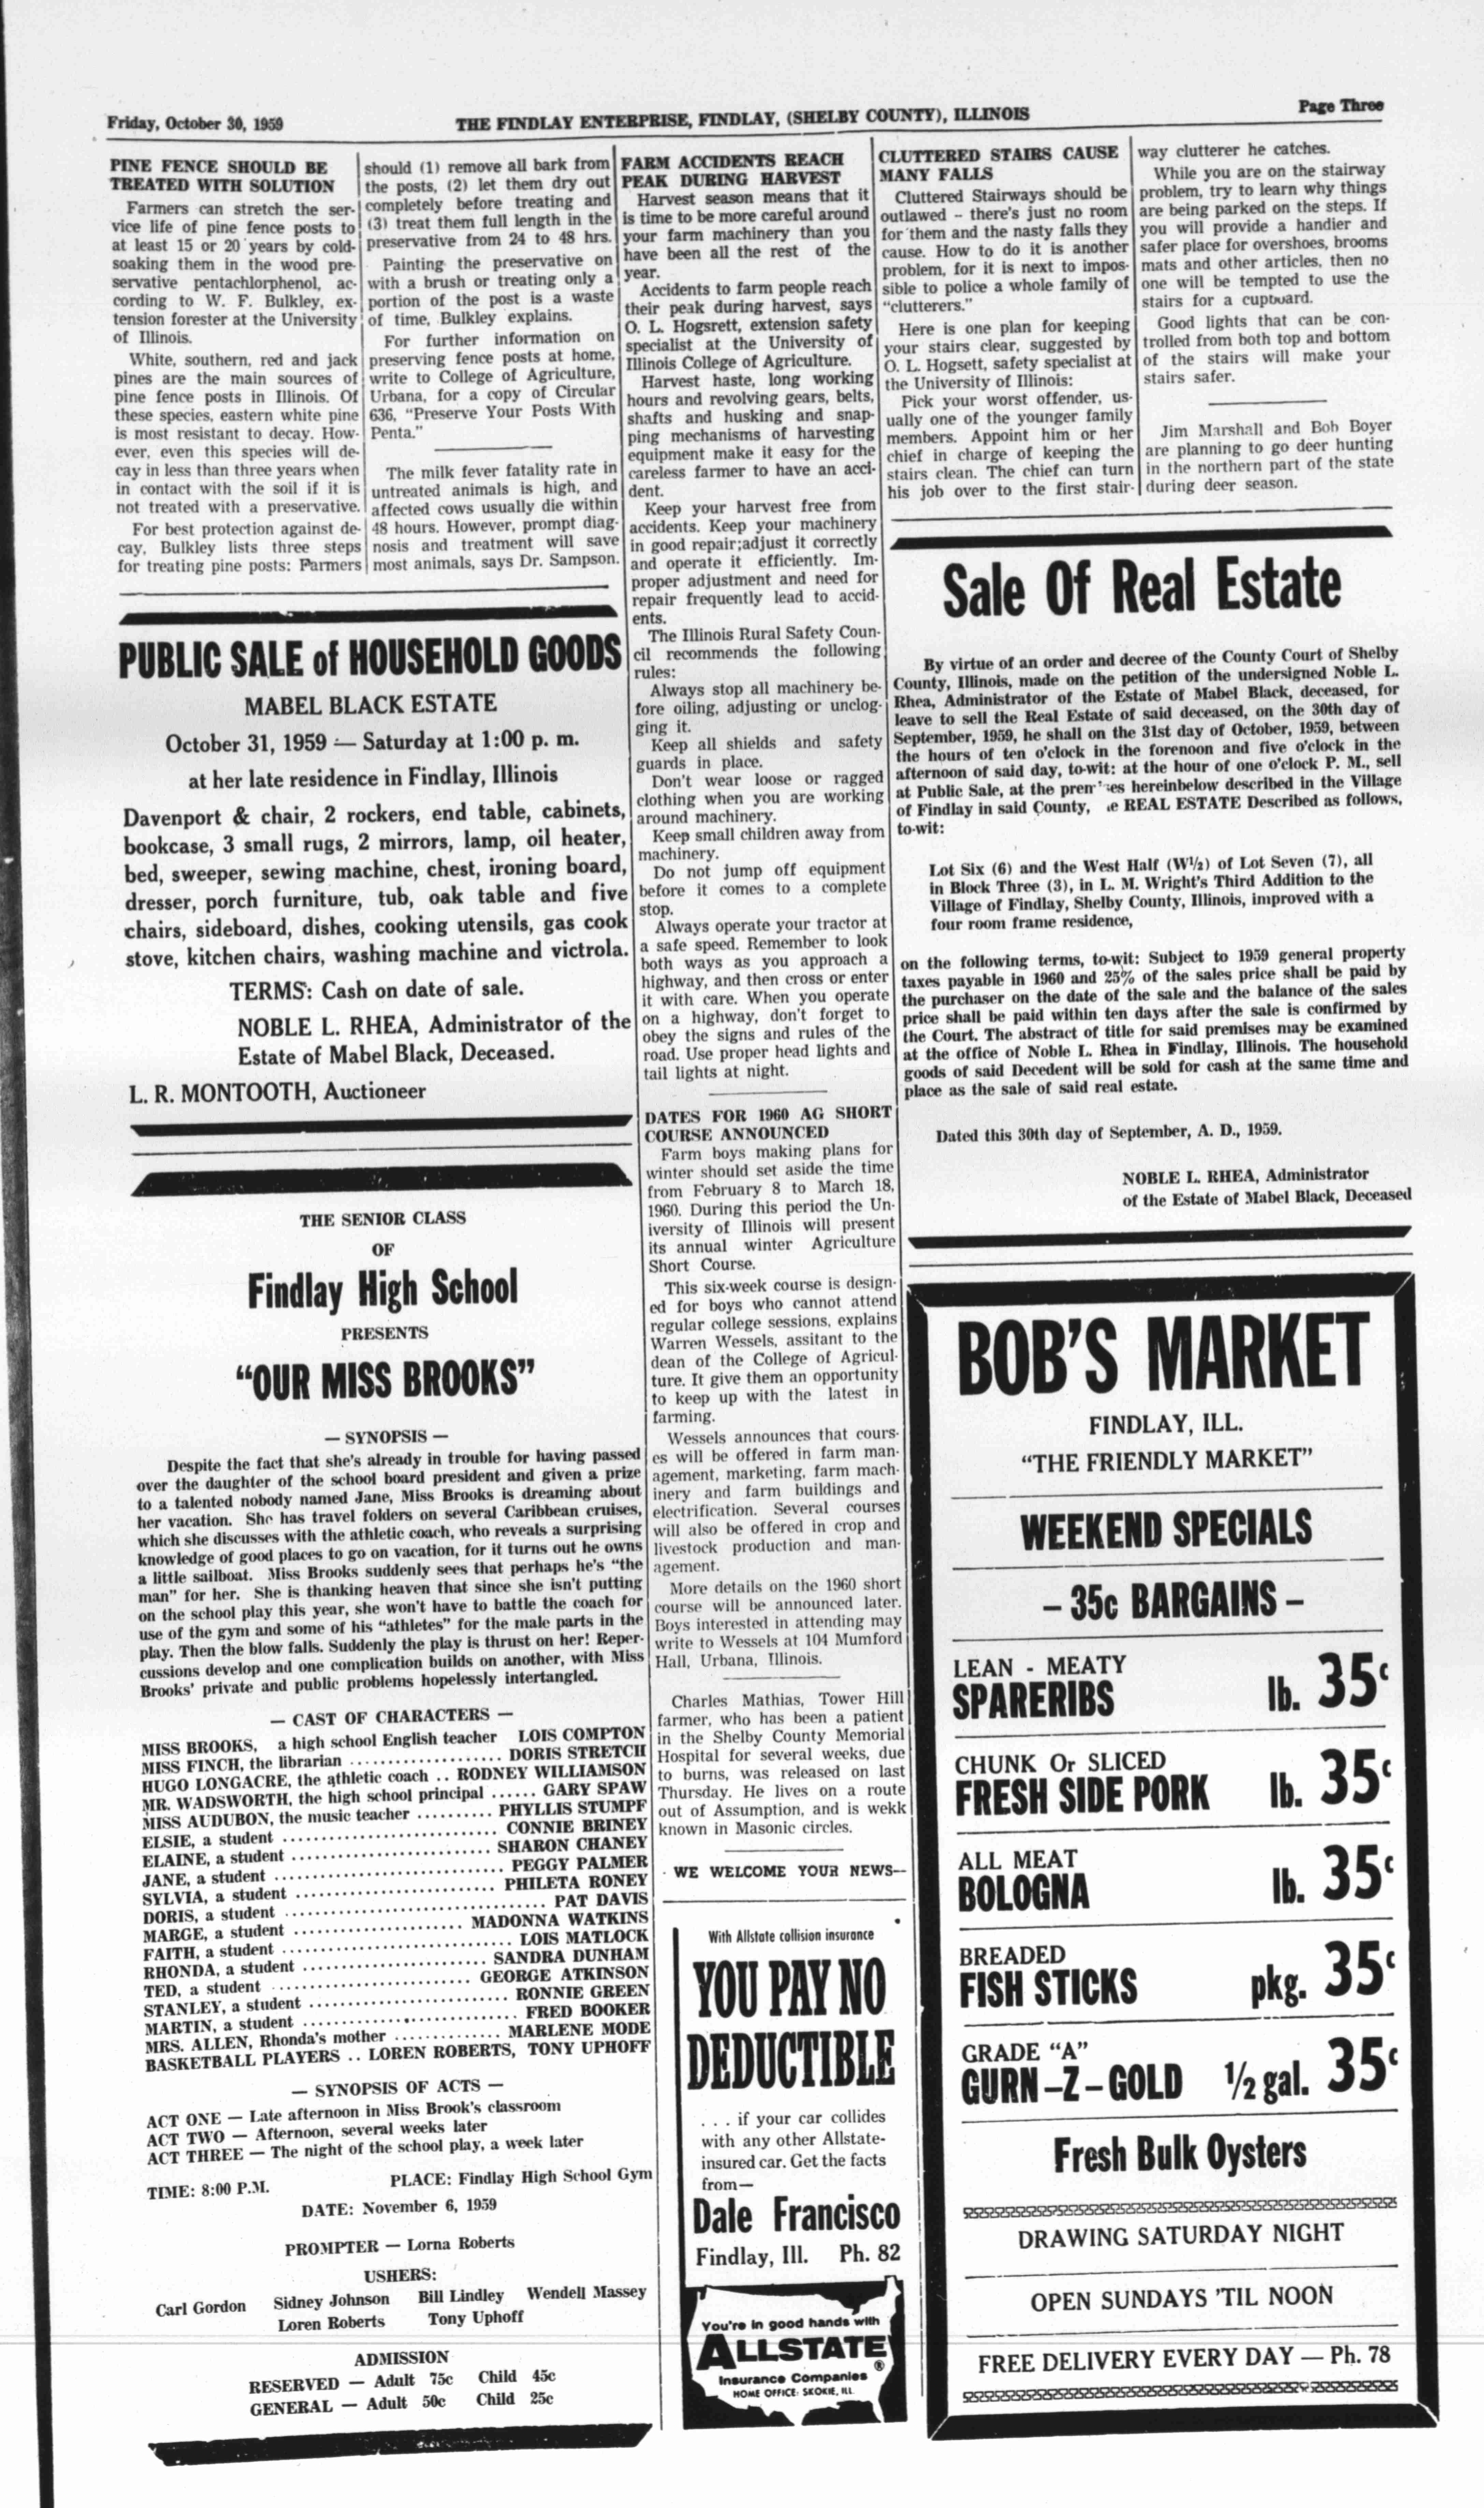 Friday, October 30, 1959
THE FINDLAY ENTERPRISE, FINDLAY, (SHELBY COUNTY), ILLINOIS
Page Three
PINE FENCE SHOULD BE
TREATED WITH SOLUTION
Farmers can stretch the ser-
vice life of pine fence posts to
at least 15 or 20 years by cold-
soaking them in the wood pre-
servative pentachlorphenol, ac-
cording to W. F. Bulkley, ex-
tension forester at the University
of Illinois.
White, southern, red and jack
pines are the main sources of
pine fence posts in Illinois. Of
these species, eastern white pine
is most resistant to decay. How-
ever, even this species will de-
cay in less than three years when
in contact with the soil if it is
not treated with a preservative.
For best protection against de-
cay, Bulkley lists three steps
for treating pine posts: Farmers
should (1) remove all bark from
the posts, (2) let them dry out
completely before treating and
(3) treat them full length in the
preservative from 24 to 48 hrs.
Painting the preservative on
with a brush or treating only a
portion of the post is a waste
of time, Bulkley explains.
For further information on
preserving fence posts at home,
write to College of Agriculture,
Urbana, for a copy of Circular
636, "Preserve Your Posts With
Penta."
The milk fever fatality rate in
untreated animals is high, and
affected cows usually die within
48 hours. However, prompt diag-
nosis and treatment will save
most animals, says Dr. Sampson.
PUBLIC SALE of HOUSEHOLD GOODS
MABEL BLACK ESTATE
October 31, 1959 — Saturday at 1:00 p. m.
at her late residence in Findlay, Illinois
Davenport & chair, 2 rockers, end table, cabinets,
bookcase, 3 small rugs, 2 mirrors, lamp, oil heater,
bed, sweeper, sewing machine, chest, ironing board,
dresser, porch furniture, tub, oak table and five
chairs, sideboard, dishes, cooking utensils, gas cook
stove, kitchen chairs, washing machine and victrola.
TERMS: Cash on date of sale.
NOBLE L. RHEA, Administrator of the
Estate of Mabel Black, Deceased.
L. R. MONTOOTH, Auctioneer
THE SENIOR CLASS
OF
Findlay High School
PRESENTS
"OUR MISS BROOKS"
— SYNOPSIS —
Despite the fact that she's already in trouble for having passed
over the daughter of the school board president and given a prize
to a talented nobody named Jane, Miss Brooks is dreaming about
her vacation. She has travel folders on several Caribbean cruises,
which she discusses with the athletic coach, who reveals a surprising
knowledge of good places to go on vacation, for it turns out he owns
a little sailboat. Miss Brooks suddenly sees that perhaps he's "the
man" for her. She is thanking heaven that since she isn't putting
on the school play this year, she won't have to battle the coach for
use of the gym and some of his "athletes" for the male parts in the
play. Then the blow falls. Suddenly the play is thrust on her! Reper-
cussions develop and one complication builds on another, with Miss
Brooks' private and public problems hopelessly intertangled.
— CAST OF CHARACTERS —
MISS BROOKS, a high school English teacher LOIS COMPTON
MISS FINCH, the librarian .................... DORIS STRETCH
HUGO LONGACRE, the athletic coach .. RODNEY WILLIAMSON
MR. WADSWORTH, the high school principal ...... GARY SPAW
MISS AUDUBON, the music teacher .......... PHYLLIS STUMPF
ELSIE, a student ............................. CONNIE BRINEY
ELAINE, a student ........................... SHARON CHANEY
JANE, a student .............................. PEGGY PALMER
SYLVIA, a student ........................... PHILETA RONEY
DORIS, a student ................................. PAT DAVIS
MARGE, a student ...................... MADONNA WATKINS
FAITH, a student .............................. LOIS MATLOCK
RHONDA, a student ........................ SANDRA DUNHAM
TED, a student .......................... GEORGE ATKINSON
STANLEY, a student .......................... RONNIE GREEN
MARTIN, a student ............................ FRED BOOKER
MRS. ALLEN, Rhonda's mother .............. MARLENE MODE
BASKETBALL PLAYERS .. LOREN ROBERTS, TONY UPHOFF
— SYNOPSIS OF ACTS —
ACT ONE — Late afternoon in Miss Brook's classroom
ACT TWO — Afternoon, several weeks later
ACT THREE — The night of the school play, a week later
TIME: 8:00 P.M. PLACE: Findlay High School Gym
DATE: November 6, 1959
PROMPTER — Lorna Roberts
USHERS:
Carl Gordon Sidney Johnson Bill Lindley Wendell Massey
Loren Roberts Tony Uphoff
ADMISSION
RESERVED — Adult 75c Child 45c
GENERAL — Adult 50c Child 25c
FARM ACCIDENTS REACH
PEAK DURING HARVEST
Harvest season means that it
is time to be more careful around
your farm machinery than you
have been all the rest of the
year.
Accidents to farm people reach
their peak during harvest, says
O. L. Hogsrett, extension safety
specialist at the University of
Illinois College of Agriculture.
Harvest haste, long working
hours and revolving gears, belts,
shafts and husking and snap-
ping mechanisms of harvesting
equipment make it easy for the
careless farmer to have an acci-
dent.
Keep your harvest free from
accidents. Keep your machinery
in good repair;adjust it correctly
and operate it efficiently. Im-
proper adjustment and need for
repair frequently lead to accid-
ents.
The Illinois Rural Safety Coun-
cil recommends the following
rules:
Always stop all machinery be-
fore oiling, adjusting or unclog-
ging it.
Keep all shields and safety
guards in place.
Don't wear loose or ragged
clothing when you are working
around machinery.
Keep small children away from
machinery.
Do not jump off equipment
before it comes to a complete
stop.
Always operate your tractor at
a safe speed. Remember to look
both ways as you approach a
highway, and then cross or enter
it with care. When you operate
on a highway, don't forget to
obey the signs and rules of the
road. Use proper head lights and
tail lights at night.
DATES FOR 1960 AG SHORT
COURSE ANNOUNCED
Farm boys making plans for
winter should set aside the time
from February 8 to March 18,
1960. During this period the Un-
iversity of Illinois will present
its annual winter Agriculture
Short Course.
This six-week course is design-
ed for boys who cannot attend
regular college sessions, explains
Warren Wessels, assitant to the
dean of the College of Agricul-
ture. It give them an opportunity
to keep up with the latest in
farming.
Wessels announces that cours-
es will be offered in farm man-
agement, marketing, farm mach-
inery and farm buildings and
electrification. Several courses
will also be offered in crop and
livestock production and man-
agement.
More details on the 1960 short
course will be announced later.
Boys interested in attending may
write to Wessels at 104 Mumford
Hall, Urbana, Illinois.
Charles Mathias, Tower Hill
farmer, who has been a patient
in the Shelby County Memorial
Hospital for several weeks, due
to burns, was released on last
Thursday. He lives on a route
out of Assumption, and is wekk
known in Masonic circles.
WE WELCOME YOUR NEWS—
With Allstate collision insurance
YOU PAY NO
DEDUCTIBLE
. . . if your car collides
with any other Allstate-
insured car. Get the facts
from—
Dale Francisco
Findlay, Ill. Ph. 82
You're in good hands with
ALLSTATE®
Insurance Companies
HOME OFFICE: SKOKIE, ILL.
CLUTTERED STAIRS CAUSE
MANY FALLS
Cluttered Stairways should be
outlawed -- there's just no room
for them and the nasty falls they
cause. How to do it is another
problem, for it is next to impos-
sible to police a whole family of
"clutterers."
Here is one plan for keeping
your stairs clear, suggested by
O. L. Hogsett, safety specialist at
the University of Illinois:
Pick your worst offender, us-
ually one of the younger family
members. Appoint him or her
chief in charge of keeping the
stairs clean. The chief can turn
his job over to the first stair-
way clutterer he catches.
While you are on the stairway
problem, try to learn why things
are being parked on the steps. If
you will provide a handier and
safer place for overshoes, brooms
mats and other articles, then no
one will be tempted to use the
stairs for a cupboard.
Good lights that can be con-
trolled from both top and bottom
of the stairs will make your
stairs safer.
Jim Marshall and Bob Boyer
are planning to go deer hunting
in the northern part of the state
during deer season.
Sale Of Real Estate
By virtue of an order and decree of the County Court of Shelby
County, Illinois, made on the petition of the undersigned Noble L.
Rhea, Administrator of the Estate of Mabel Black, deceased, for
leave to sell the Real Estate of said deceased, on the 30th day of
September, 1959, he shall on the 31st day of October, 1959, between
the hours of ten o'clock in the forenoon and five o'clock in the
afternoon of said day, to-wit: at the hour of one o'clock P. M., sell
at Public Sale, at the hereinbelow described in the Village
of Findlay in said County, REAL ESTATE Described as follows,
to-wit:
Lot Six (6) and the West Half (W½) of Lot Seven (7), all
in Block Three (3), in L. M. Wright's Third Addition to the
Village of Findlay, Shelby County, Illinois, improved with a
four room frame residence,
on the following terms, to-wit: Subject to 1959 general property
taxes payable in 1960 and 25% of the sales price shall be paid by
the purchaser on the date of the sale and the balance of the sales
price shall be paid within ten days after the sale is confirmed by
the Court. The abstract of title for said premises may be examined
at the office of Noble L. Rhea in Findlay, Illinois. The household
goods of said Decedent will be sold for cash at the same time and
place as the sale of said real estate.
Dated this 30th day of September, A. D., 1959.
NOBLE L. RHEA, Administrator
of the Estate of Mabel Black, Deceased
BOB'S MARKET
FINDLAY, ILL.
"THE FRIENDLY MARKET"
WEEKEND SPECIALS
– 35c BARGAINS –
LEAN - MEATY
SPARERIBS lb. 35c
CHUNK Or SLICED
FRESH SIDE PORK lb. 35c
ALL MEAT
BOLOGNA lb. 35c
BREADED
FISH STICKS pkg. 35c
GRADE "A"
GURN–Z–GOLD ½ gal. 35c
Fresh Bulk Oysters
DRAWING SATURDAY NIGHT
OPEN SUNDAYS 'TIL NOON
FREE DELIVERY EVERY DAY — Ph. 78